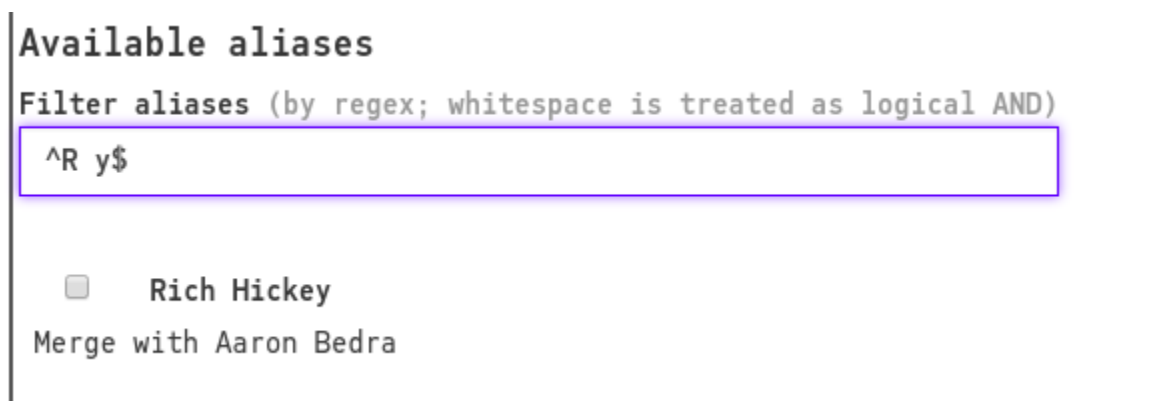 Available aliases
Filter aliases (by regex; whitespace is treated as logical AND)
^R y$
Rich Hickey
Merge with Aaron Bedra